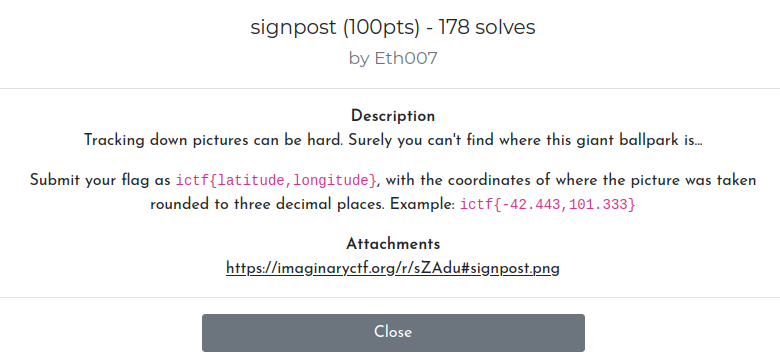 signpost (100pts) - 178 solves
by Eth007
Description
Tracking down pictures can be hard. Surely you can't find where this giant ballpark is...
Submit your flag as ictf{latitude,longitude}, with the coordinates of where the picture was taken
rounded to three decimal places. Example: ictf{-42.443,101.333}
Attachments
https://imaginaryctf.org/r/sZAdu#signpost.png
Close